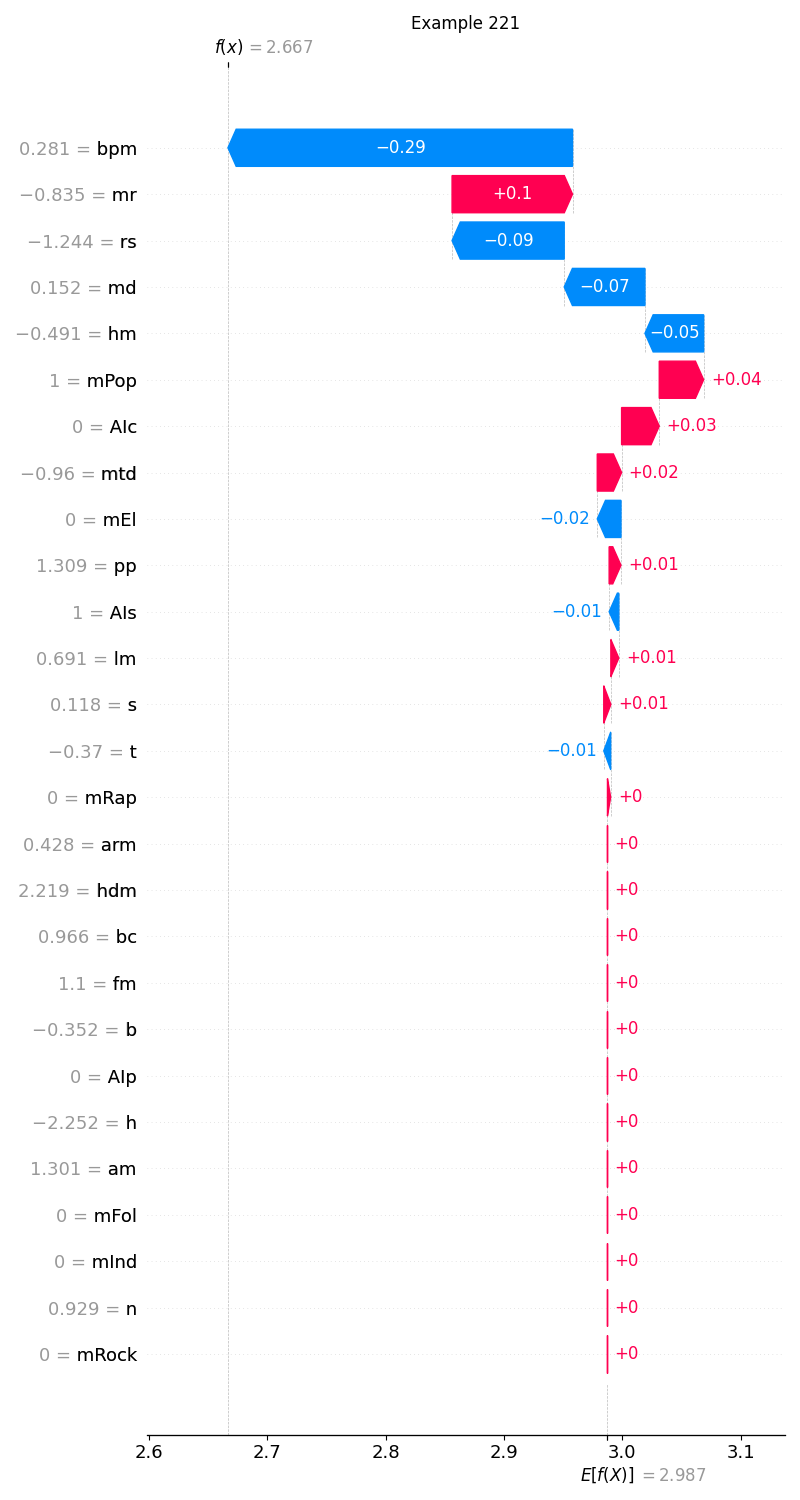 Example 221
f(x) = 2.667
0.281 = bpm −0.29
−0.835 = mr +0.1
−1.244 = rs −0.09
0.152 = md −0.07
−0.491 = hm −0.05
1 = mPop +0.04
0 = AIc +0.03
−0.96 = mtd +0.02
0 = mEl −0.02
1.309 = pp +0.01
1 = AIs −0.01
0.691 = lm +0.01
0.118 = s +0.01
−0.37 = t −0.01
0 = mRap +0
0.428 = arm +0
2.219 = hdm +0
0.966 = bc +0
1.1 = fm +0
−0.352 = b +0
0 = AIp +0
−2.252 = h +0
1.301 = am +0
0 = mFol +0
0 = mInd +0
0.929 = n +0
0 = mRock +0
2.6 2.7 2.8 2.9 3.0 3.1
E[f(X)] = 2.987